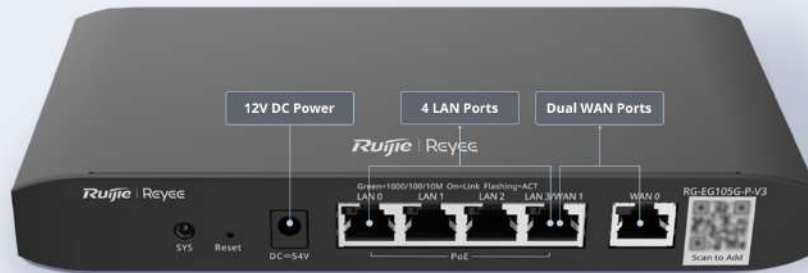 12V DC Power
4 LAN Ports
Dual WAN Ports
Ruijie | Reyee
Ruijie | Reyee
Green=1000/100/10M On=Link Flashing=ACT
LAN 0 LAN 1 LAN 2 LAN 3/WAN 1 WAN 0
RG-EG105G-P-V3
SYS Reset DC⎓54V PoE Scan to Add